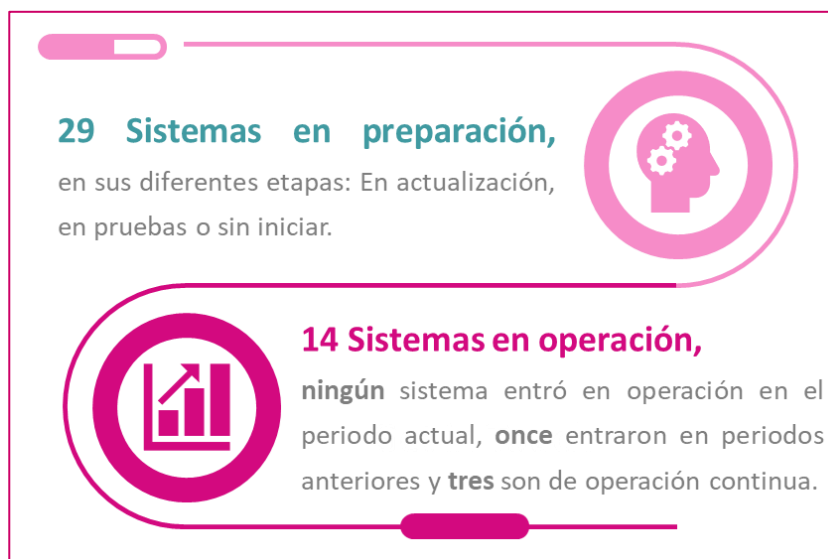 29 Sistemas en preparación,
en sus diferentes etapas: En actualización,
en pruebas o sin iniciar.
14 Sistemas en operación,
ningún sistema entró en operación en el
periodo actual, once entraron en periodos
anteriores y tres son de operación continua.